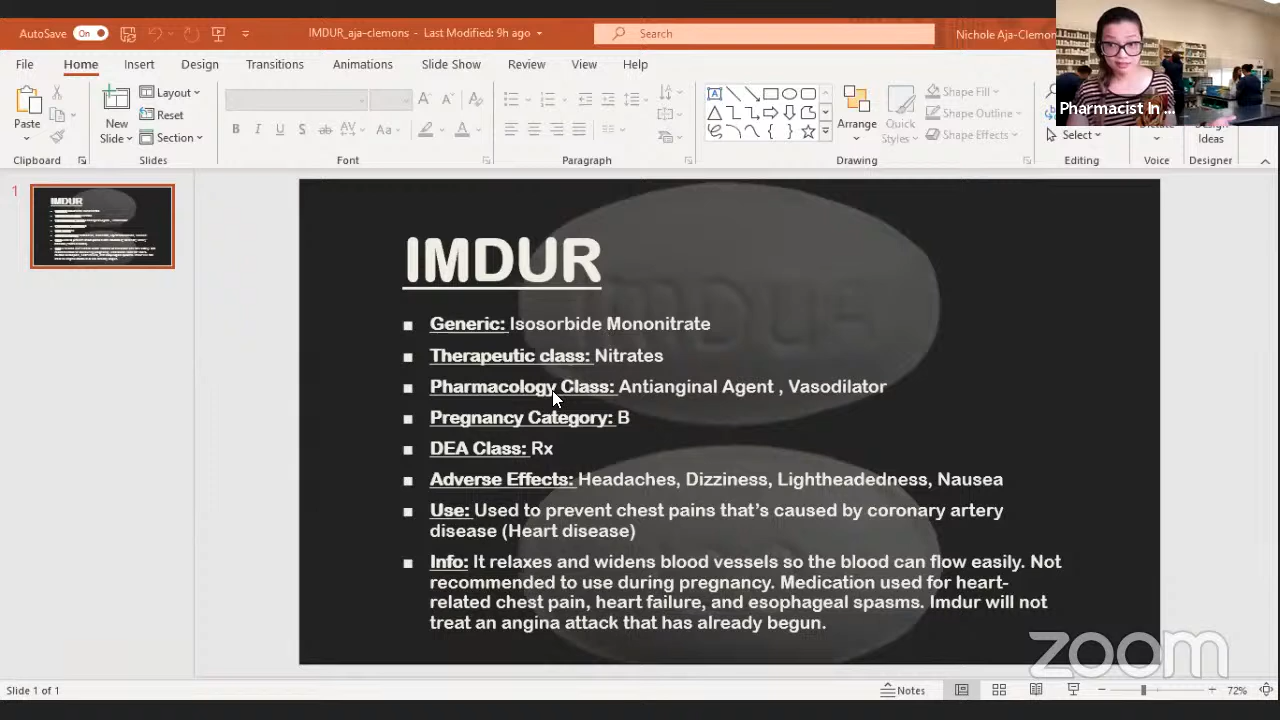 AutoSave On IMDUR_aja-clemons - Last Modified: 9h ago Search Nichole Aja-Clemon
File Home Insert Design Transitions Animations Slide Show Review View Help
Pharmacist In ...
Paste New Slide Layout Reset Section Arrange Quick Styles Shape Fill Shape Outline Shape Effects Select Ideas
Clipboard Slides Font Paragraph Drawing Editing Voice Designer
1
IMDUR
IMDUR
■ Generic: Isosorbide Mononitrate
■ Therapeutic class: Nitrates
■ Pharmacology Class: Antianginal Agent , Vasodilator
■ Pregnancy Category: B
■ DEA Class: Rx
■ Adverse Effects: Headaches, Dizziness, Lightheadedness, Nausea
■ Use: Used to prevent chest pains that’s caused by coronary artery
disease (Heart disease)
■ Info: It relaxes and widens blood vessels so the blood can flow easily. Not
recommended to use during pregnancy. Medication used for heart-
related chest pain, heart failure, and esophageal spasms. Imdur will not
treat an angina attack that has already begun.
zoom
Slide 1 of 1 Notes 72%